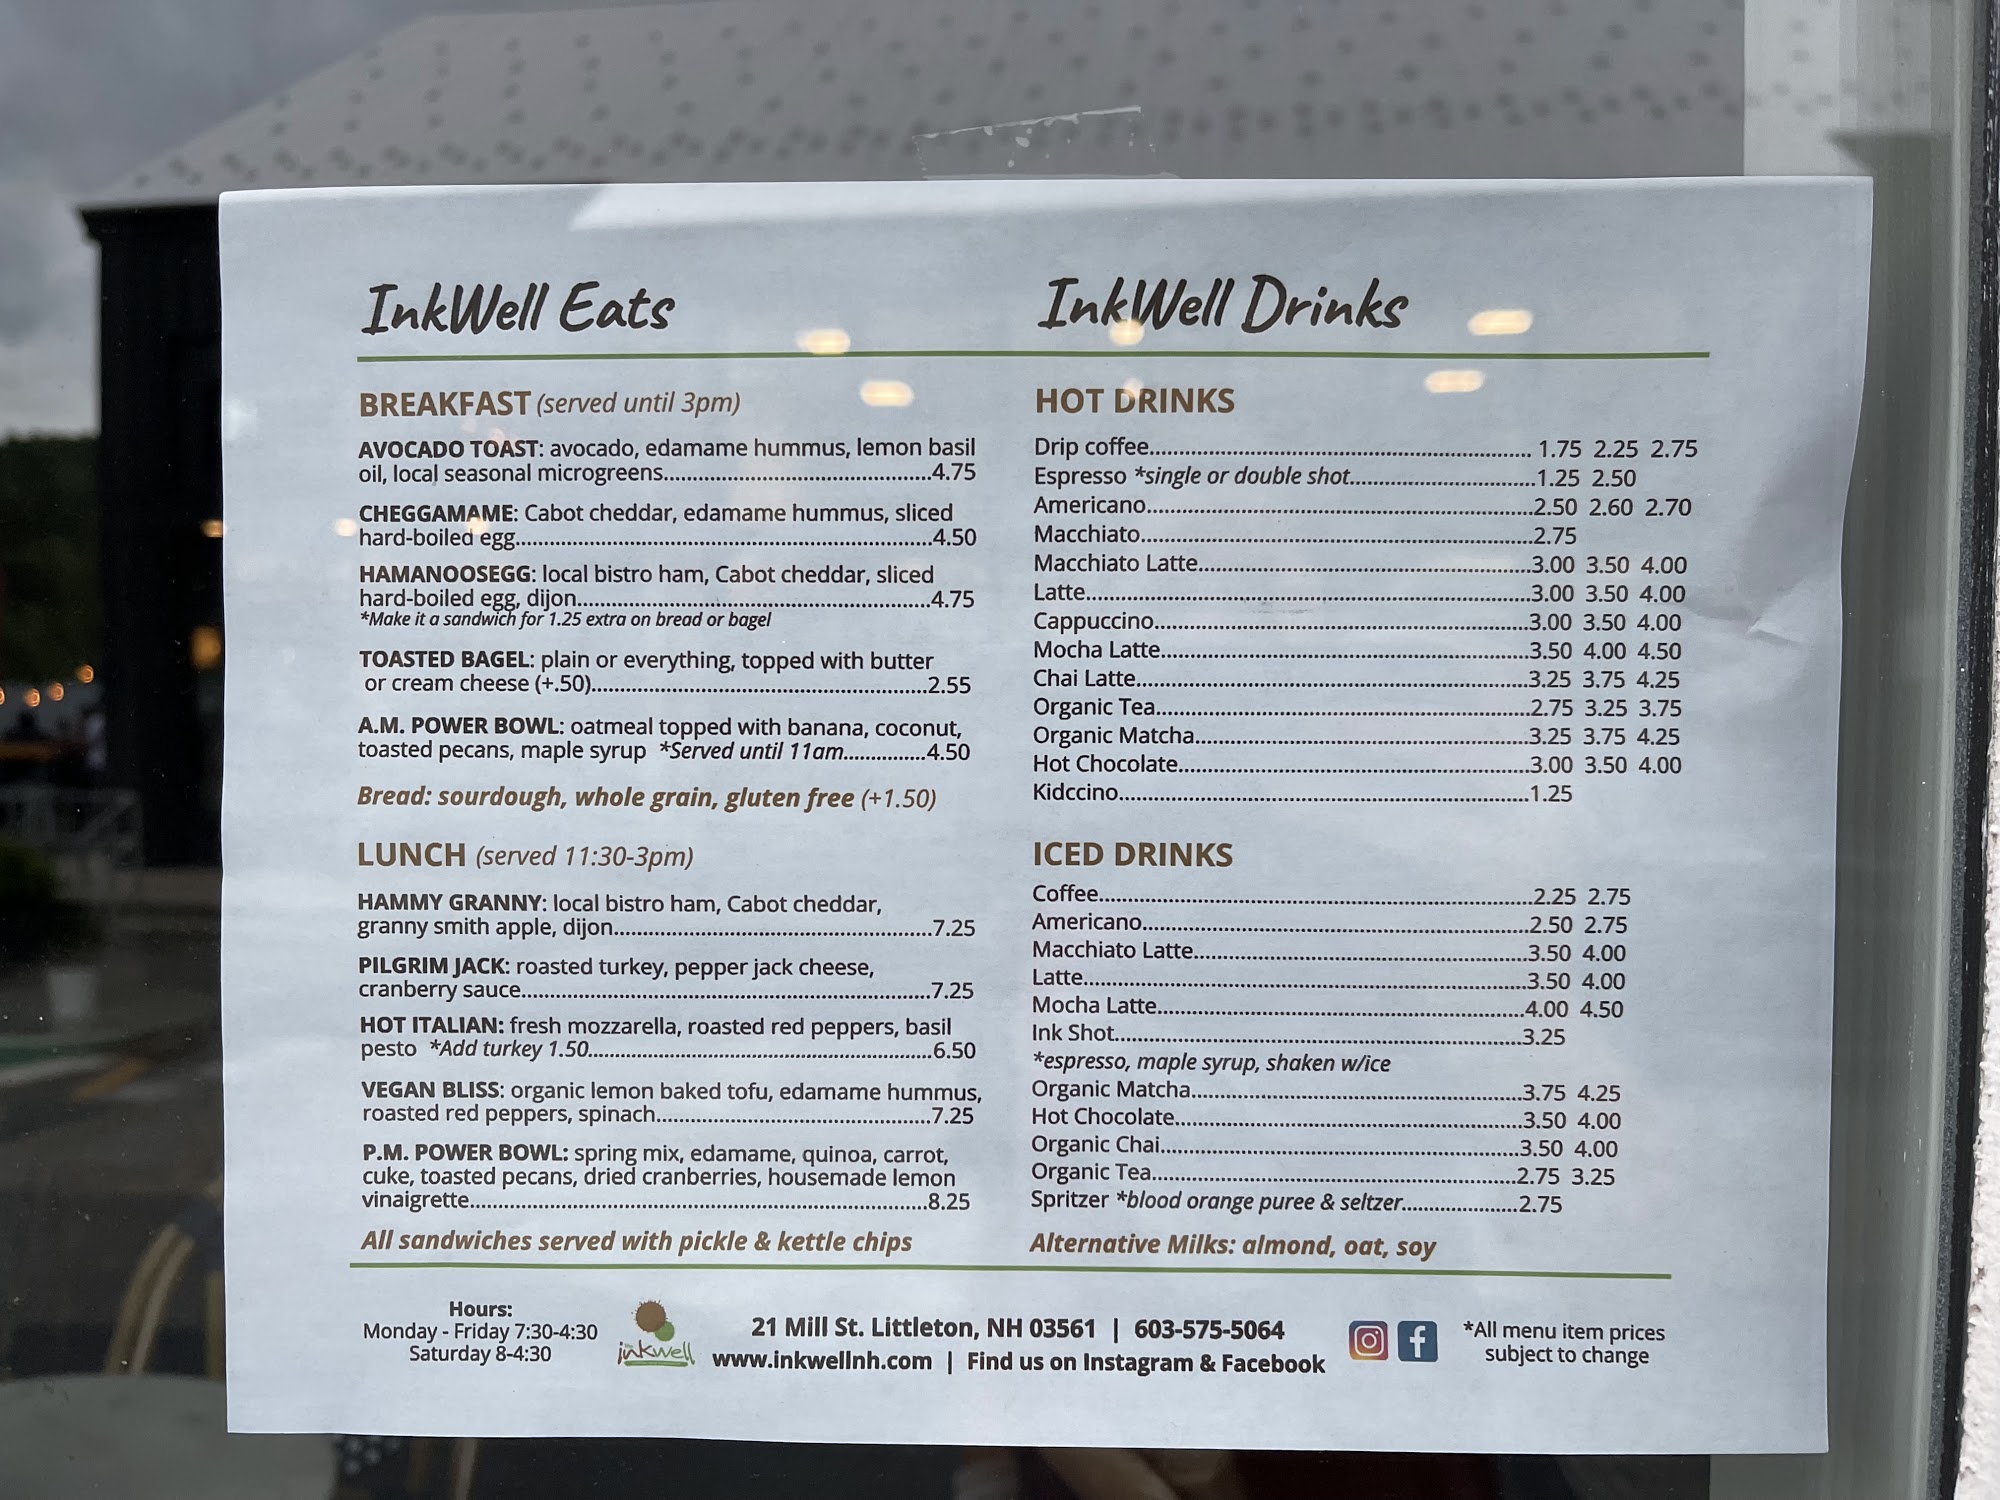 InkWell Eats
BREAKFAST (served until 3pm)
AVOCADO TOAST: avocado, edamame hummus, lemon basil
oil, local seasonal microgreens...4.75
CHEGGAMAME: Cabot cheddar, edamame hummus, sliced
hard-boiled egg...4.50
HAMANOOSEGG: local bistro ham, Cabot cheddar, sliced
hard-boiled egg, dijon...4.75
*Make it a sandwich for 1.25 extra on bread or bagel
TOASTED BAGEL: plain or everything, topped with butter
or cream cheese (+.50)...2.55
A.M. POWER BOWL: oatmeal topped with banana, coconut,
toasted pecans, maple syrup *Served until 11am...4.50
Bread: sourdough, whole grain, gluten free (+1.50)
LUNCH (served 11:30-3pm)
HAMMY GRANNY: local bistro ham, Cabot cheddar,
granny smith apple, dijon...7.25
PILGRIM JACK: roasted turkey, pepper jack cheese,
cranberry sauce...7.25
HOT ITALIAN: fresh mozzarella, roasted red peppers, basil
pesto *Add turkey 1.50...6.50
VEGAN BLISS: organic lemon baked tofu, edamame hummus,
roasted red peppers, spinach...7.25
P.M. POWER BOWL: spring mix, edamame, quinoa, carrot,
cuke, toasted pecans, dried cranberries, housemade lemon
vinaigrette...8.25
All sandwiches served with pickle & kettle chips
InkWell Drinks
HOT DRINKS
Drip coffee...1.75 2.25 2.75
Espresso *single or double shot...1.25 2.50
Americano...2.50 2.60 2.70
Macchiato...2.75
Macchiato Latte...3.00 3.50 4.00
Latte...3.00 3.50 4.00
Cappuccino...3.00 3.50 4.00
Mocha Latte...3.50 4.00 4.50
Chai Latte...3.25 3.75 4.25
Organic Tea...2.75 3.25 3.75
Organic Matcha...3.25 3.75 4.25
Hot Chocolate...3.00 3.50 4.00
Kidccino...1.25
ICED DRINKS
Coffee...2.25 2.75
Americano...2.50 2.75
Macchiato Latte...3.50 4.00
Latte...3.50 4.00
Mocha Latte...4.00 4.50
Ink Shot...3.25
*espresso, maple syrup, shaken w/ice
Organic Matcha...3.75 4.25
Hot Chocolate...3.50 4.00
Organic Chai...3.50 4.00
Organic Tea...2.75 3.25
Spritzer *blood orange puree & seltzer...2.75
Alternative Milks: almond, oat, soy
Hours:
Monday - Friday 7:30-4:30
Saturday 8-4:30
inkwell
21 Mill St. Littleton, NH 03561 | 603-575-5064
www.inkwellnh.com | Find us on Instagram & Facebook
*All menu item prices
subject to change